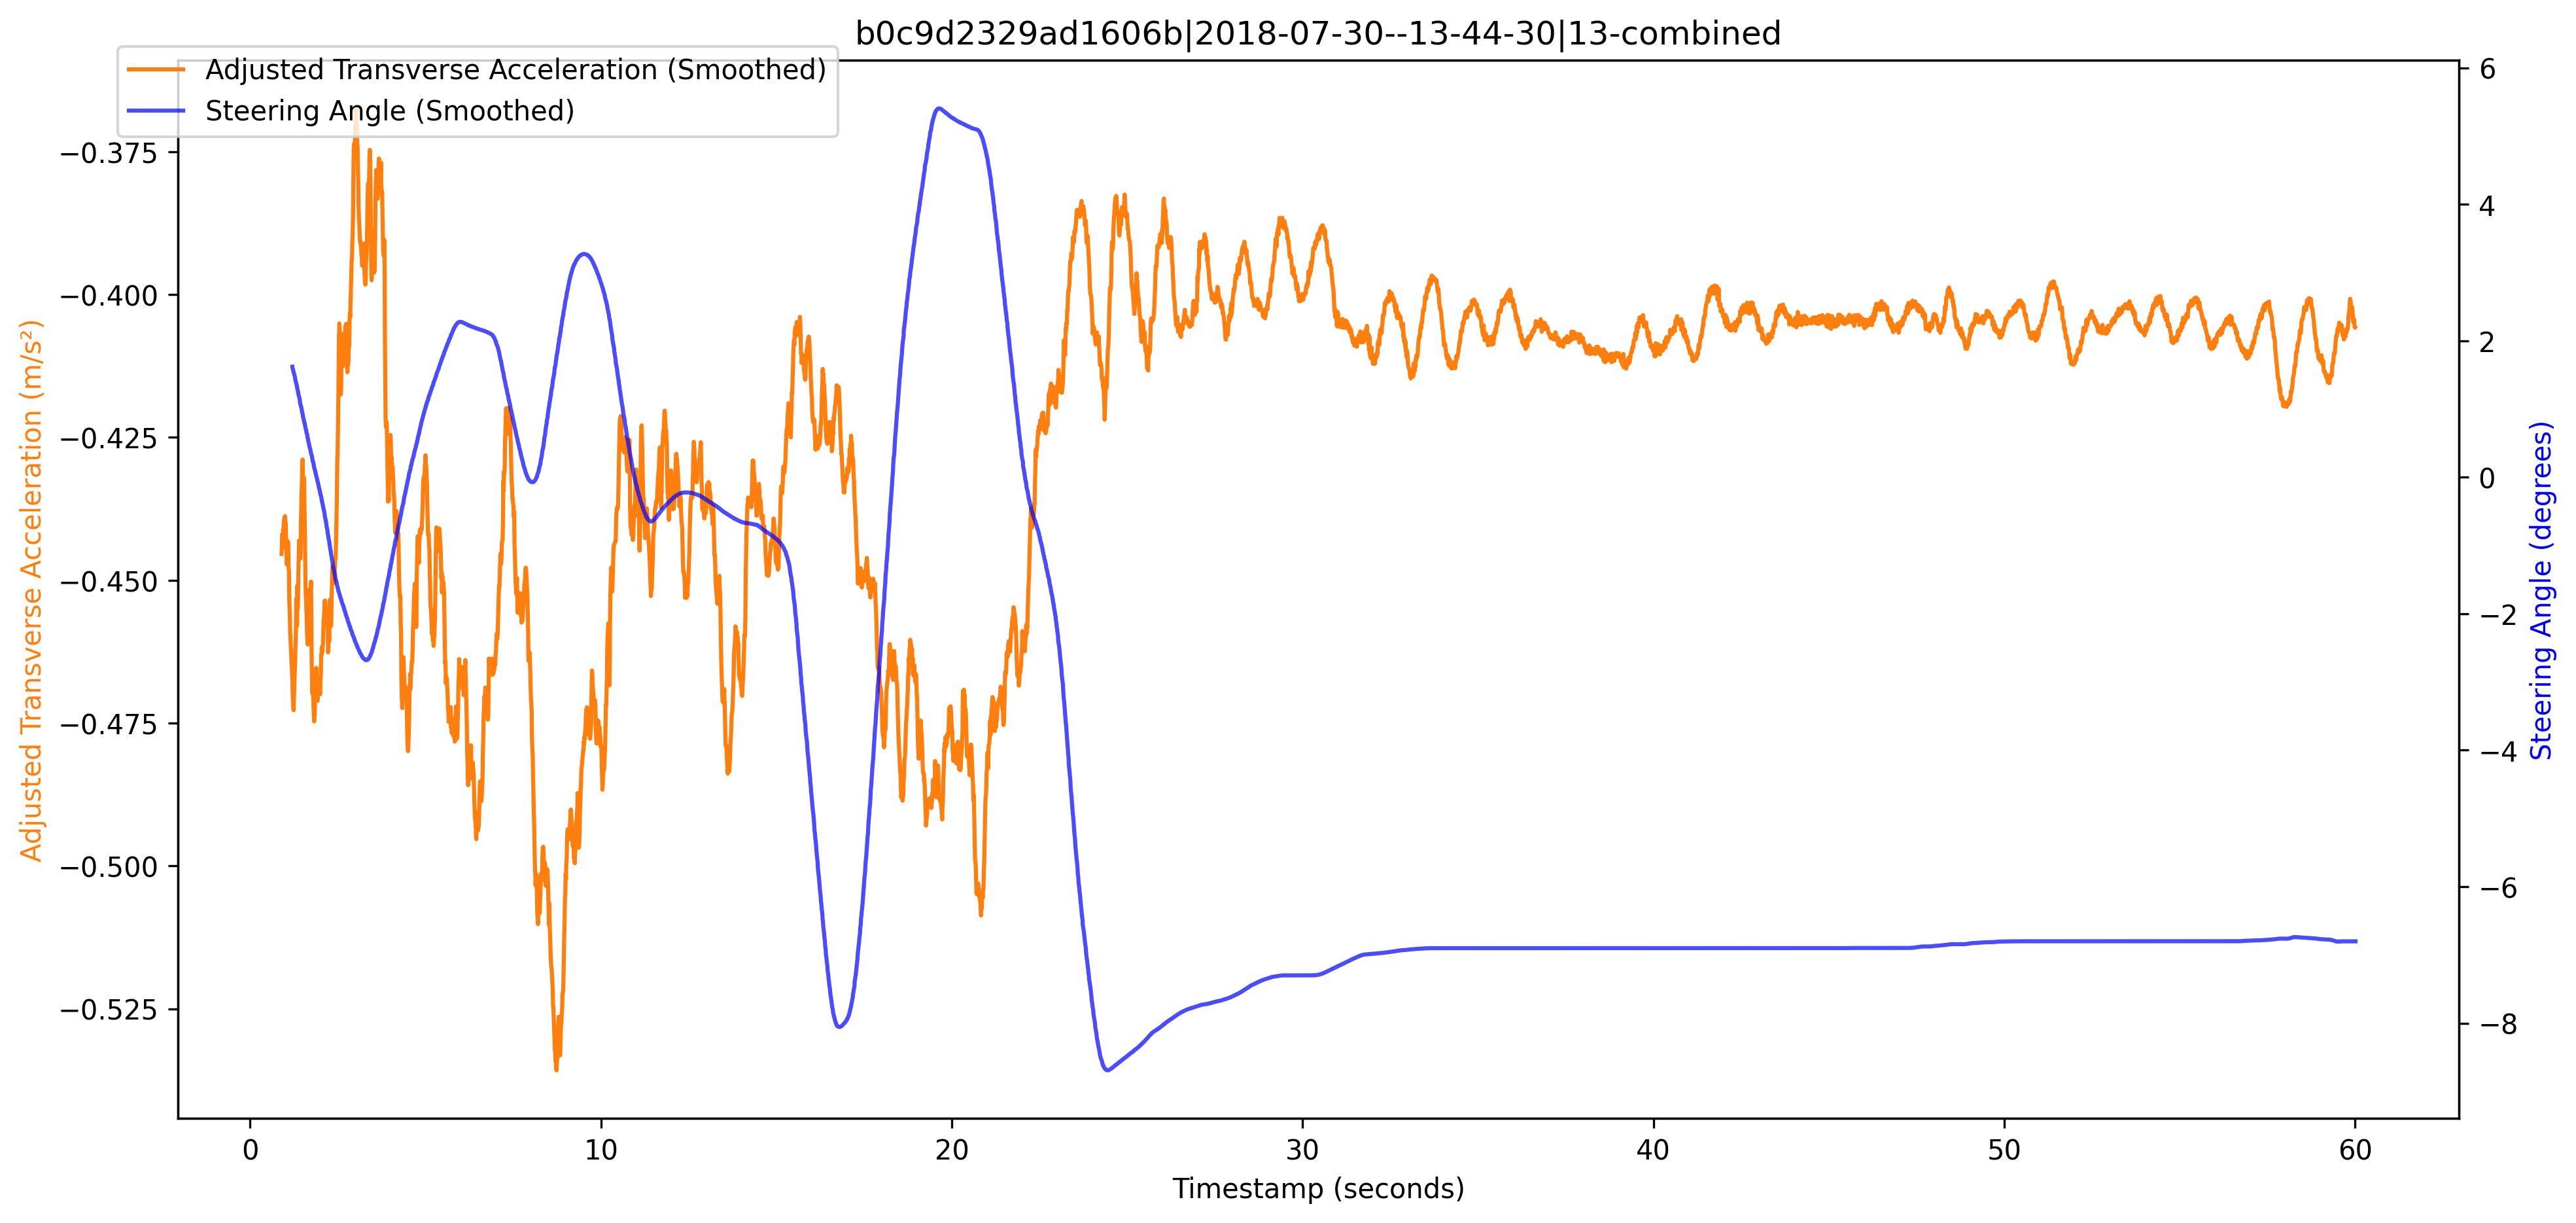 b0c9d2329ad1606b|2018-07-30--13-44-30|13-combined
Adjusted Transverse Acceleration (Smoothed)
Steering Angle (Smoothed)
Adjusted Transverse Acceleration (m/s²)
−0.375
−0.400
−0.425
−0.450
−0.475
−0.500
−0.525
6
4
2
0
−2
−4
−6
−8
Steering Angle (degrees)
0 10 20 30 40 50 60
Timestamp (seconds)